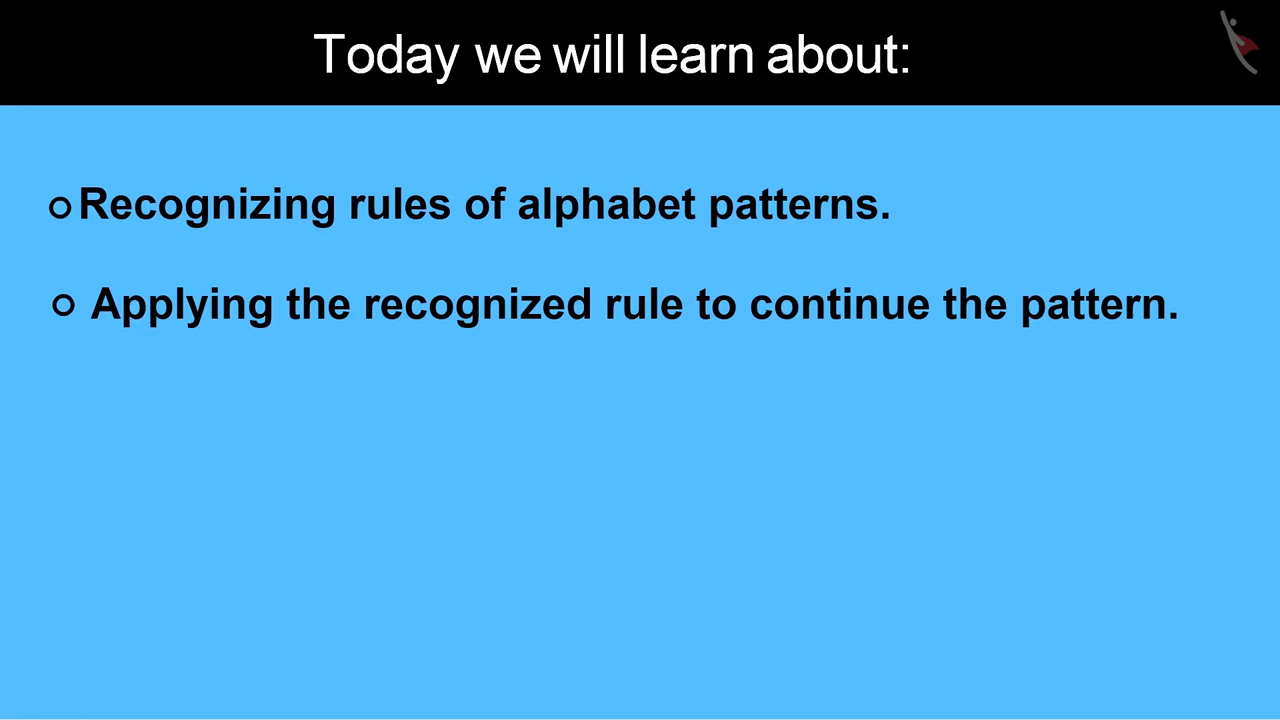 Today we will learn about:
Recognizing rules of alphabet patterns.
Applying the recognized rule to continue the pattern.